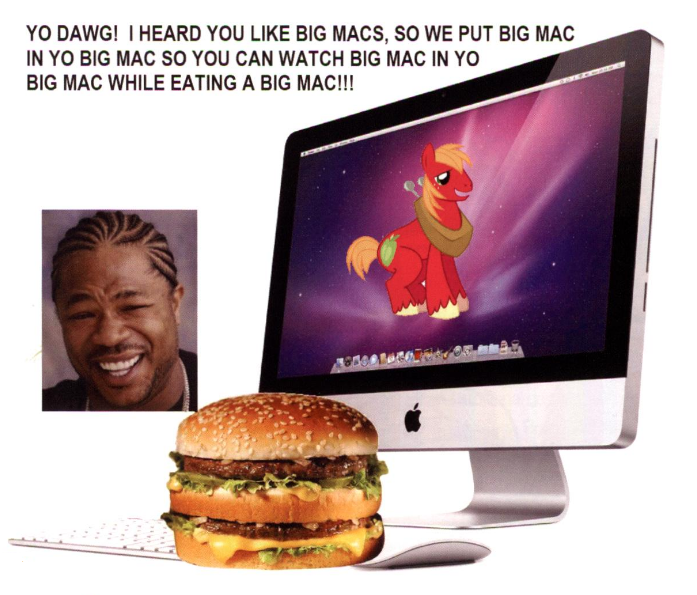 YO DAWG!  I HEARD YOU LIKE BIG MACS, SO WE PUT BIG MAC
IN YO BIG MAC SO YOU CAN WATCH BIG MAC IN YO
BIG MAC WHILE EATING A BIG MAC!!!